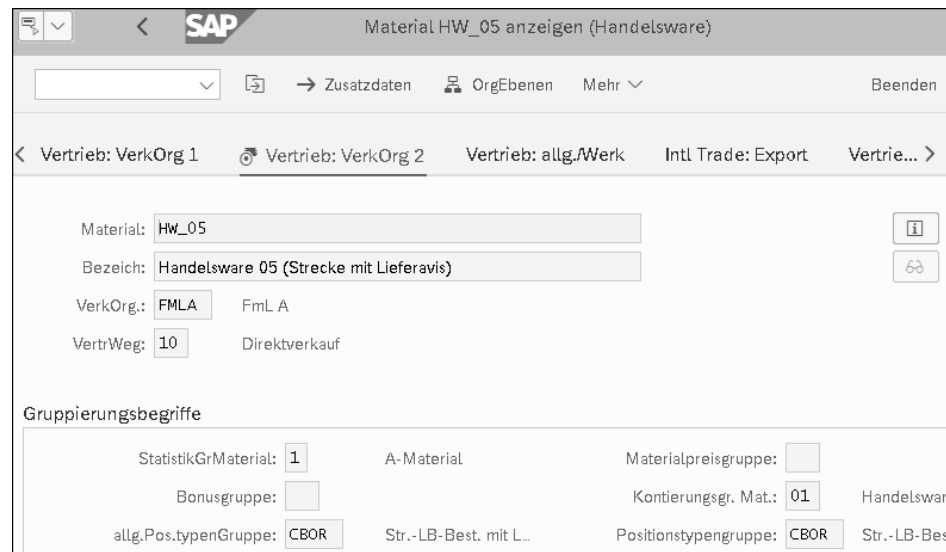 SAP Material HW_05 anzeigen (Handelsware)
Zusatzdaten OrgEbenen Mehr Beenden
Vertrieb: VerkOrg 1 Vertrieb: VerkOrg 2 Vertrieb: allg./Werk Intl Trade: Export Vertrie...
Material: HW_05
Bezeich: Handelsware 05 (Strecke mit Lieferavis)
VerkOrg.: FMLA FmL A
VertrWeg: 10 Direktverkauf
Gruppierungsbegriffe
StatistikGrMaterial: 1 A-Material Materialpreisgruppe:
Bonusgruppe: Kontierungsgr. Mat.: 01 Handelswar
allg.Pos.typenGruppe: CBOR Str.-LB-Best. mit L... Positionstypengruppe: CBOR Str.-LB-Bes